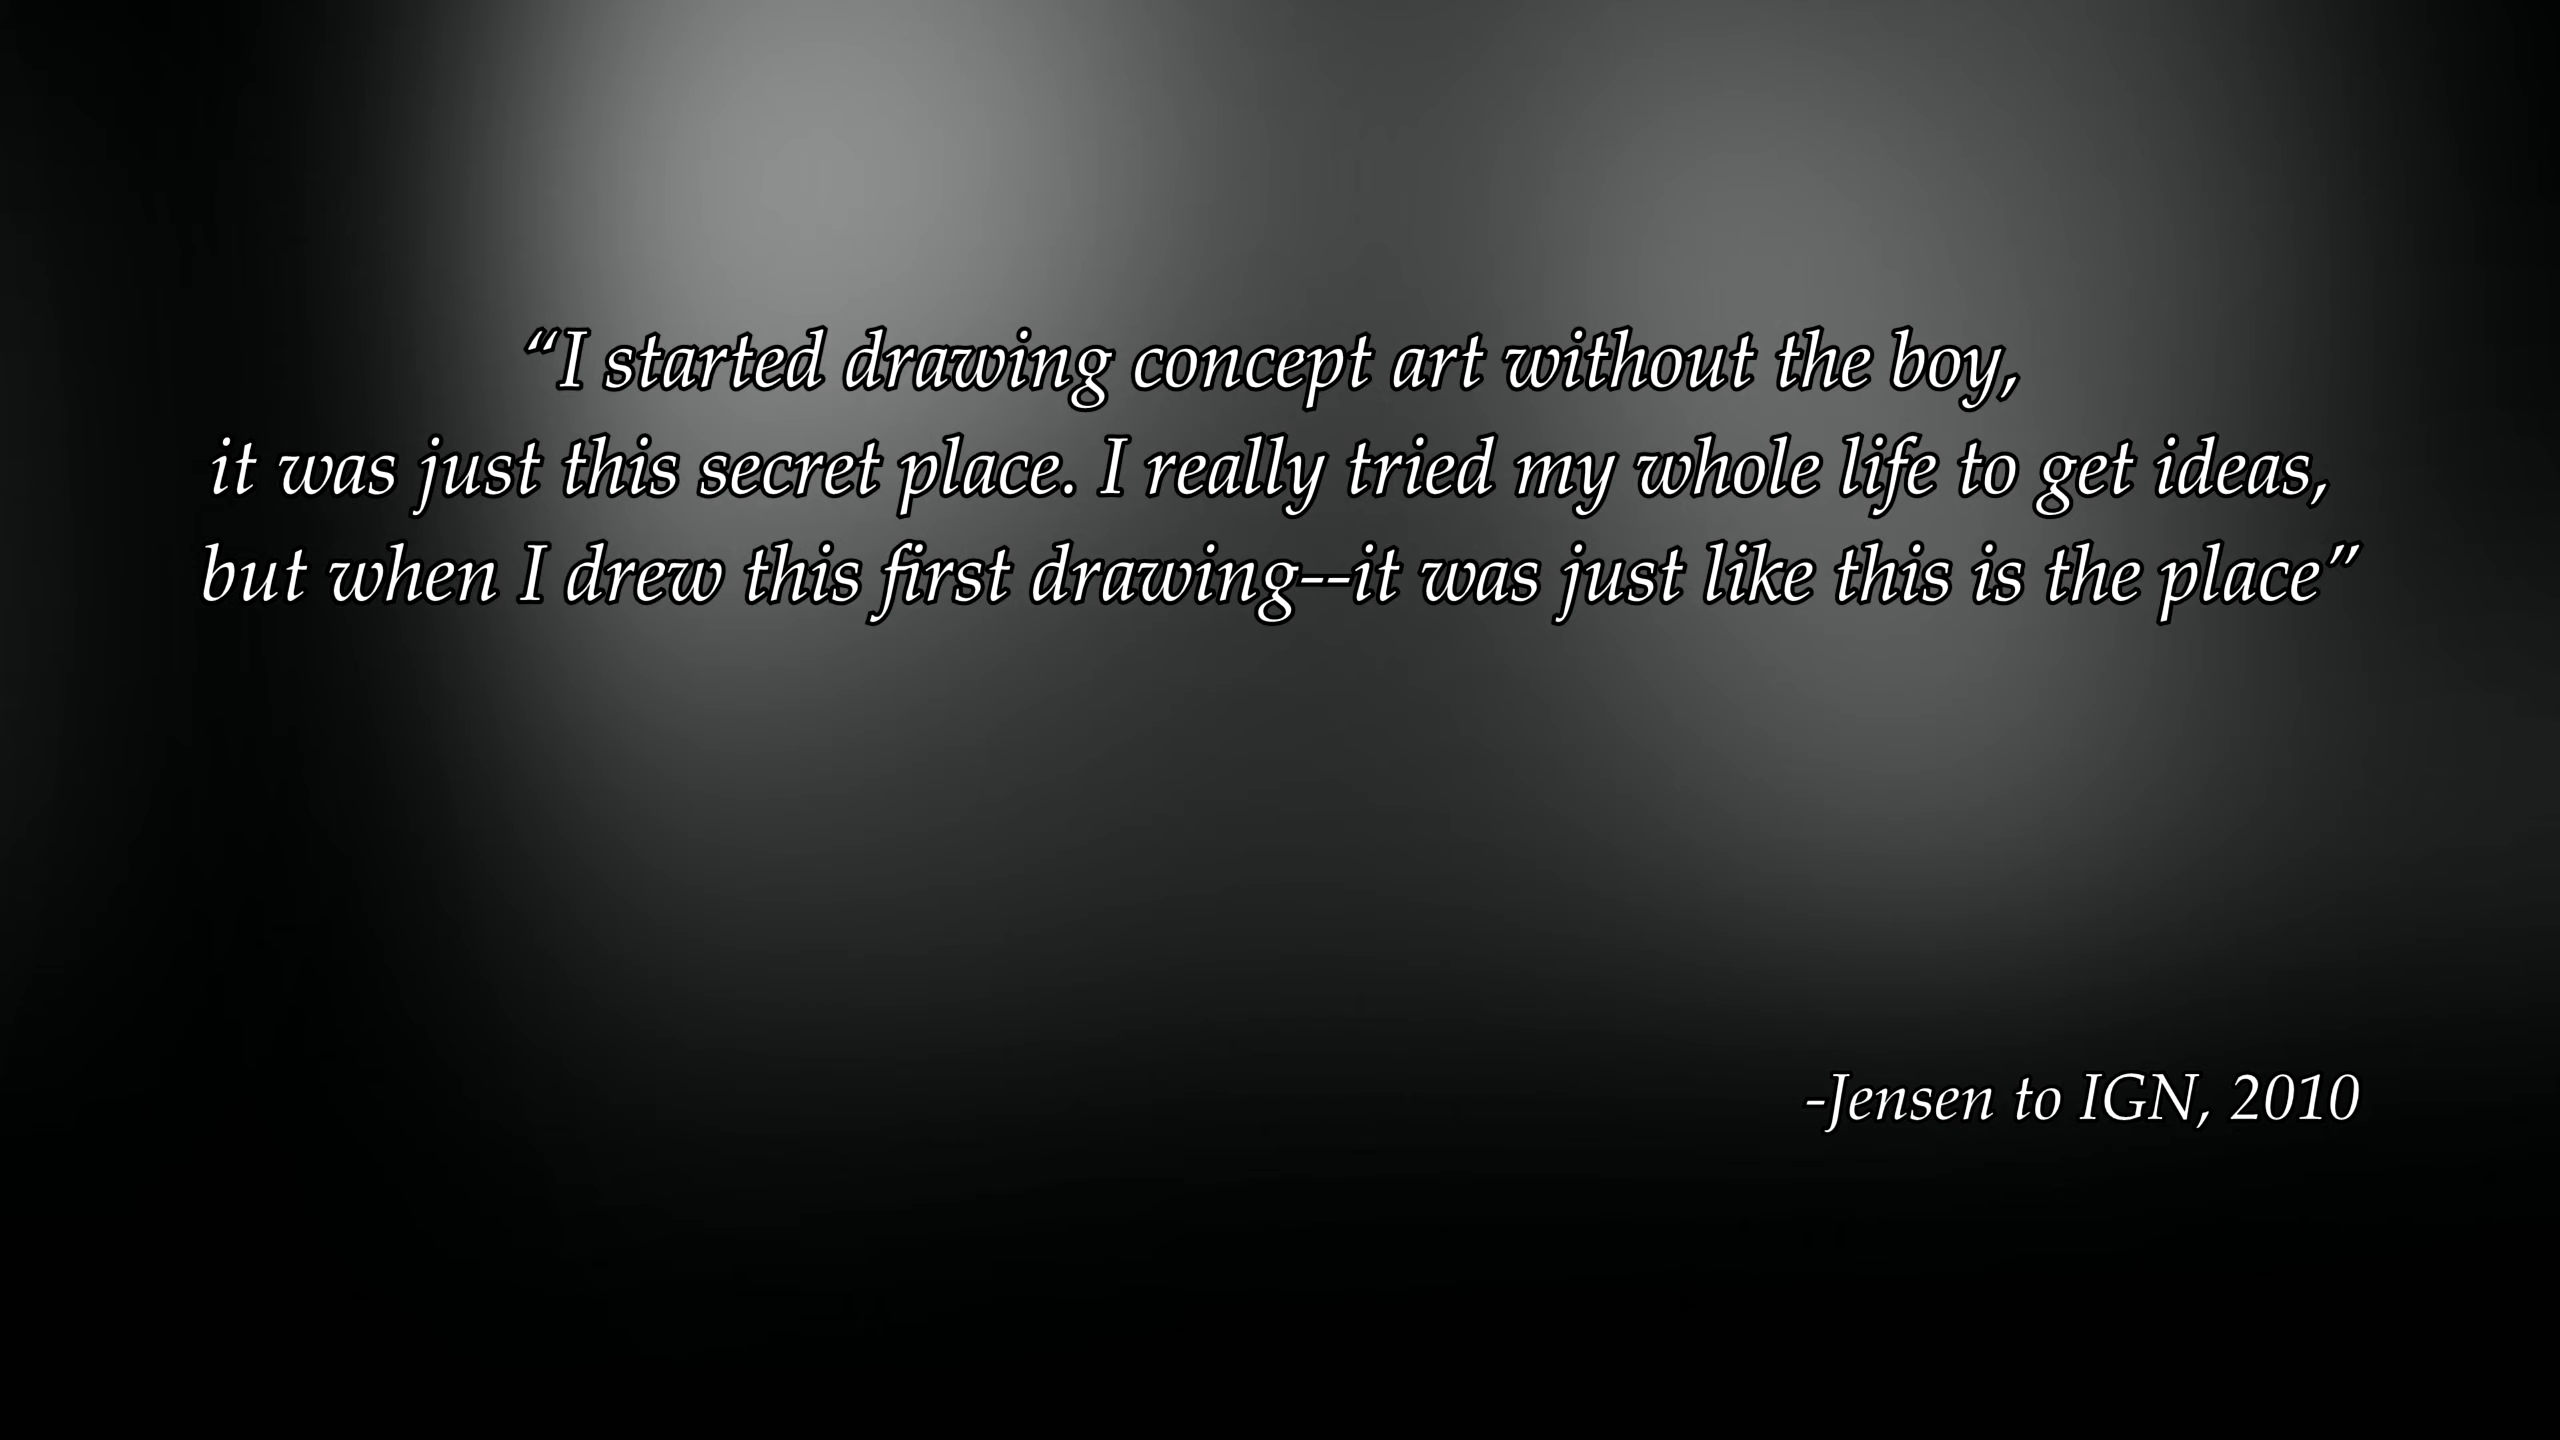 “I started drawing concept art without the boy,
it was just this secret place. I really tried my whole life to get ideas,
but when I drew this first drawing--it was just like this is the place”
-Jensen to IGN, 2010